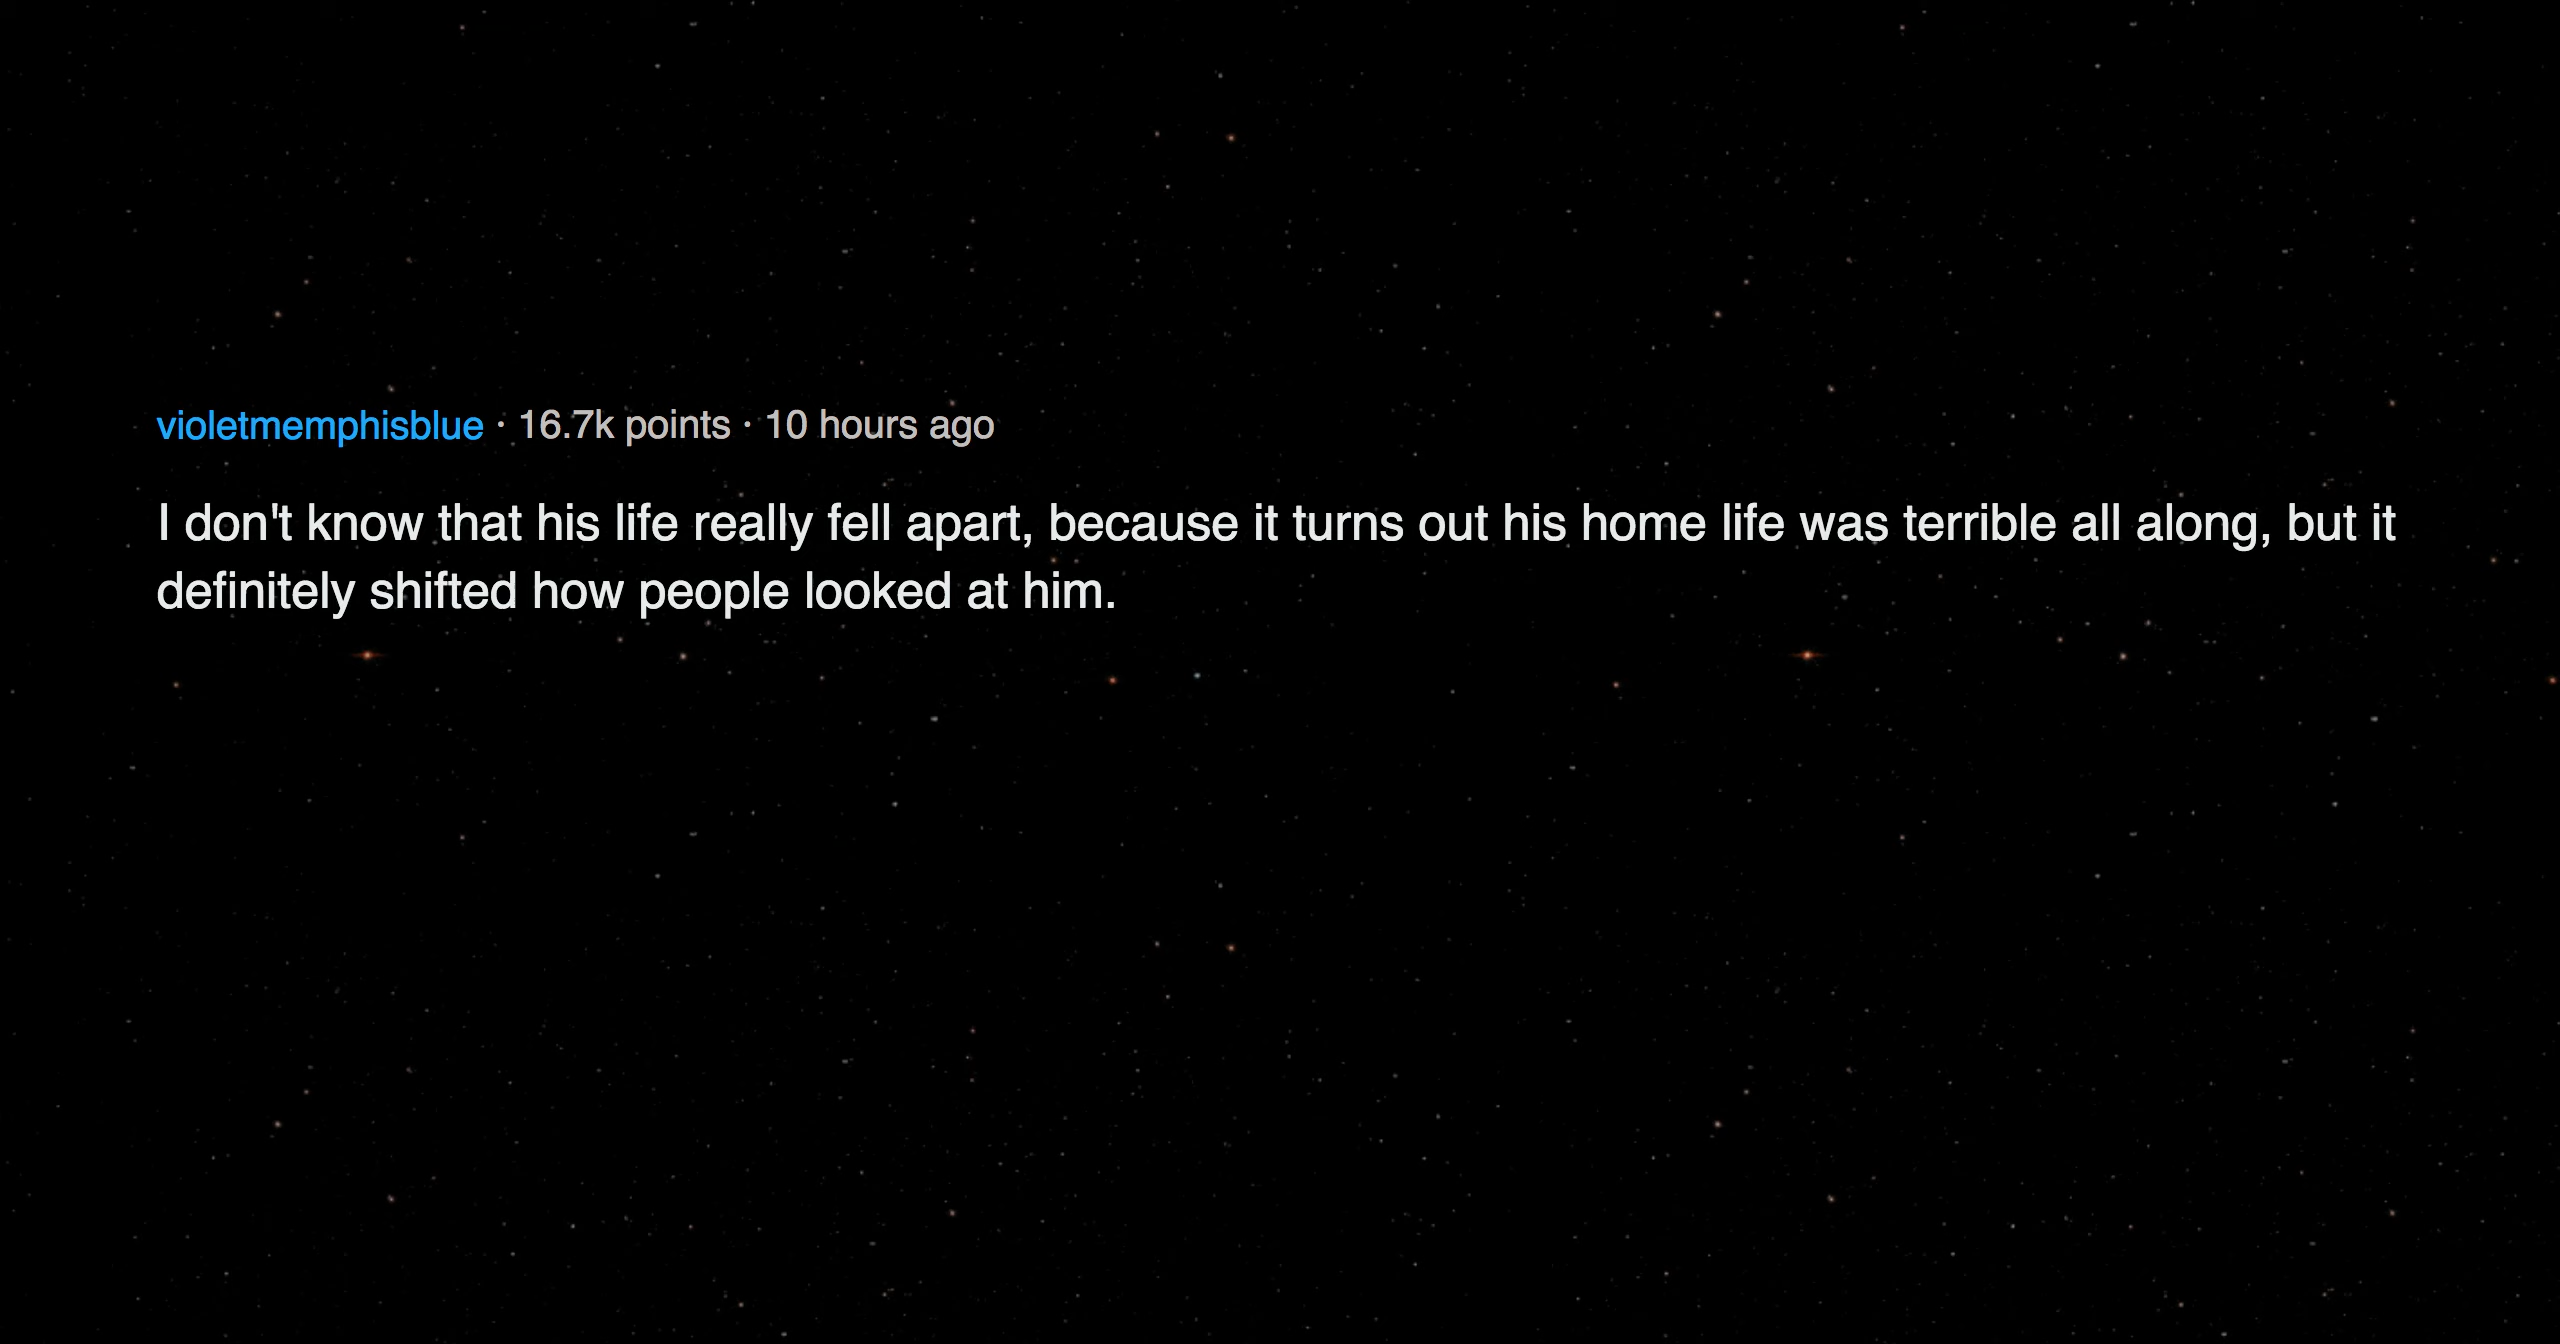 violetmemphisblue · 16.7k points · 10 hours ago
I don't know that his life really fell apart, because it turns out his home life was terrible all along, but it
definitely shifted how people looked at him.